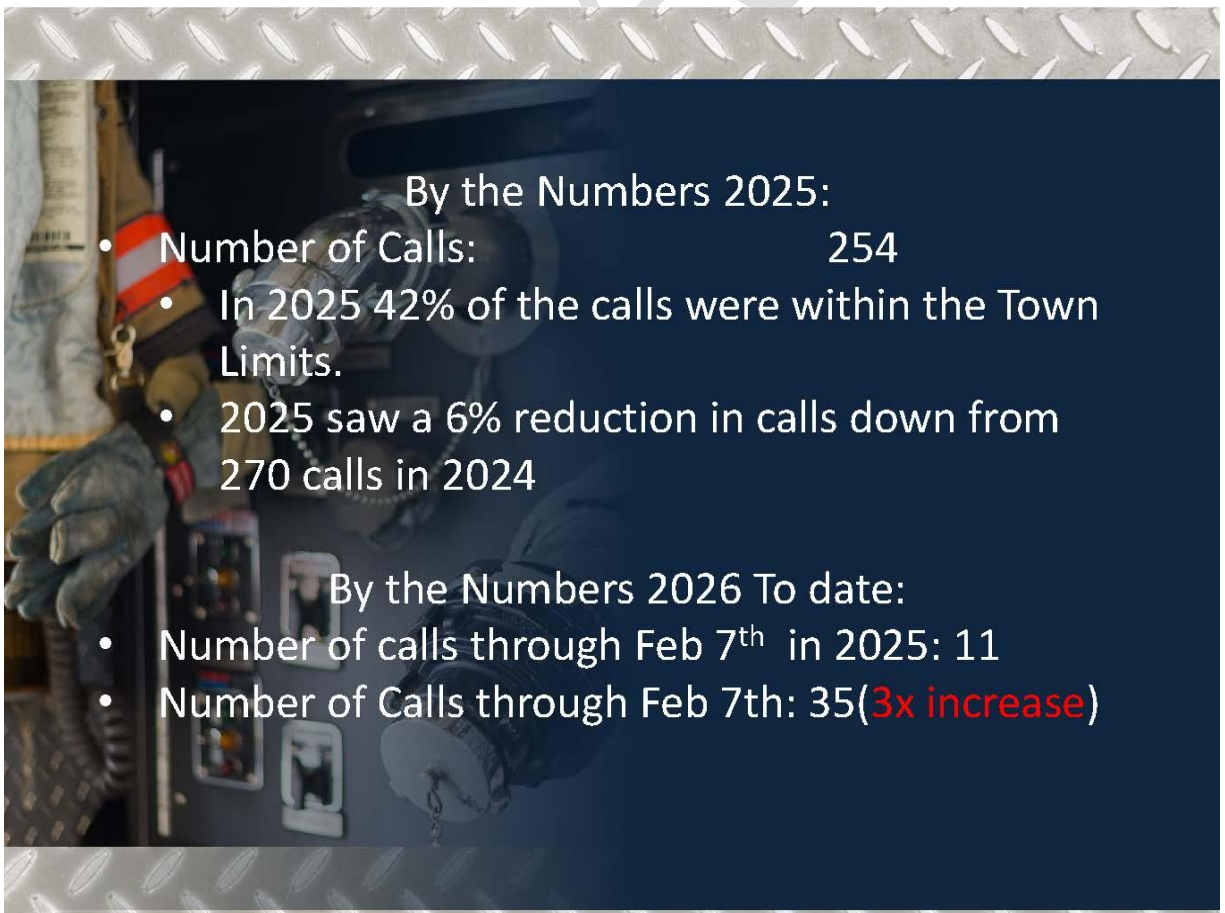 By the Numbers 2025:
• Number of Calls: 254
• In 2025 42% of the calls were within the Town
Limits.
• 2025 saw a 6% reduction in calls down from
270 calls in 2024
By the Numbers 2026 To date:
• Number of calls through Feb 7th in 2025: 11
• Number of Calls through Feb 7th: 35(3x increase)